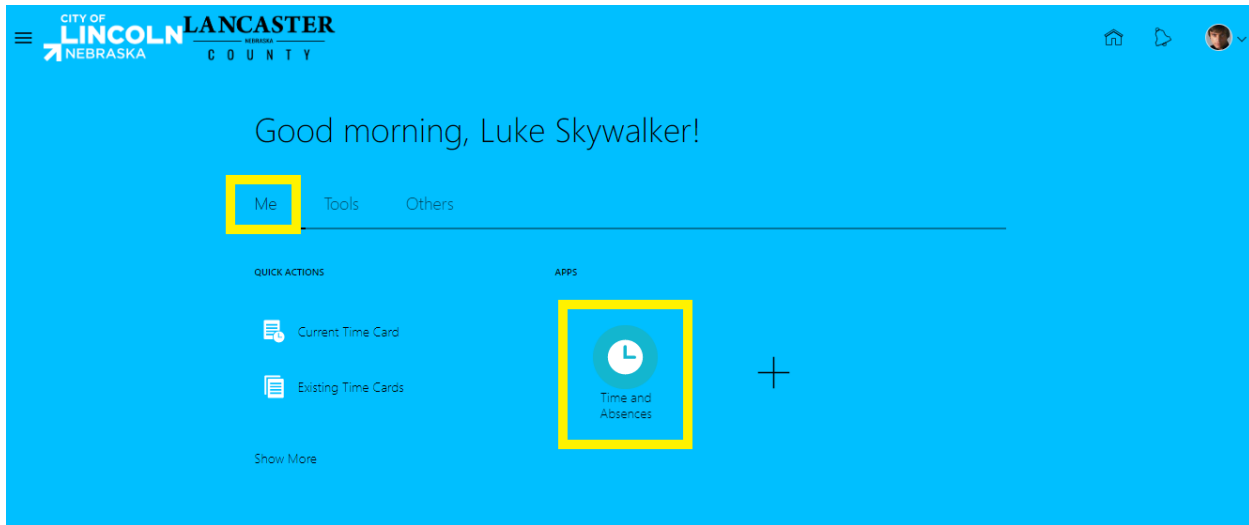 CITY OF
LINCOLN
NEBRASKA
LANCASTER
NEBRASKA
COUNTY
Good morning, Luke Skywalker!
Me Tools Others
QUICK ACTIONS
APPS
Current Time Card
Existing Time Cards
Time and
Absences
Show More